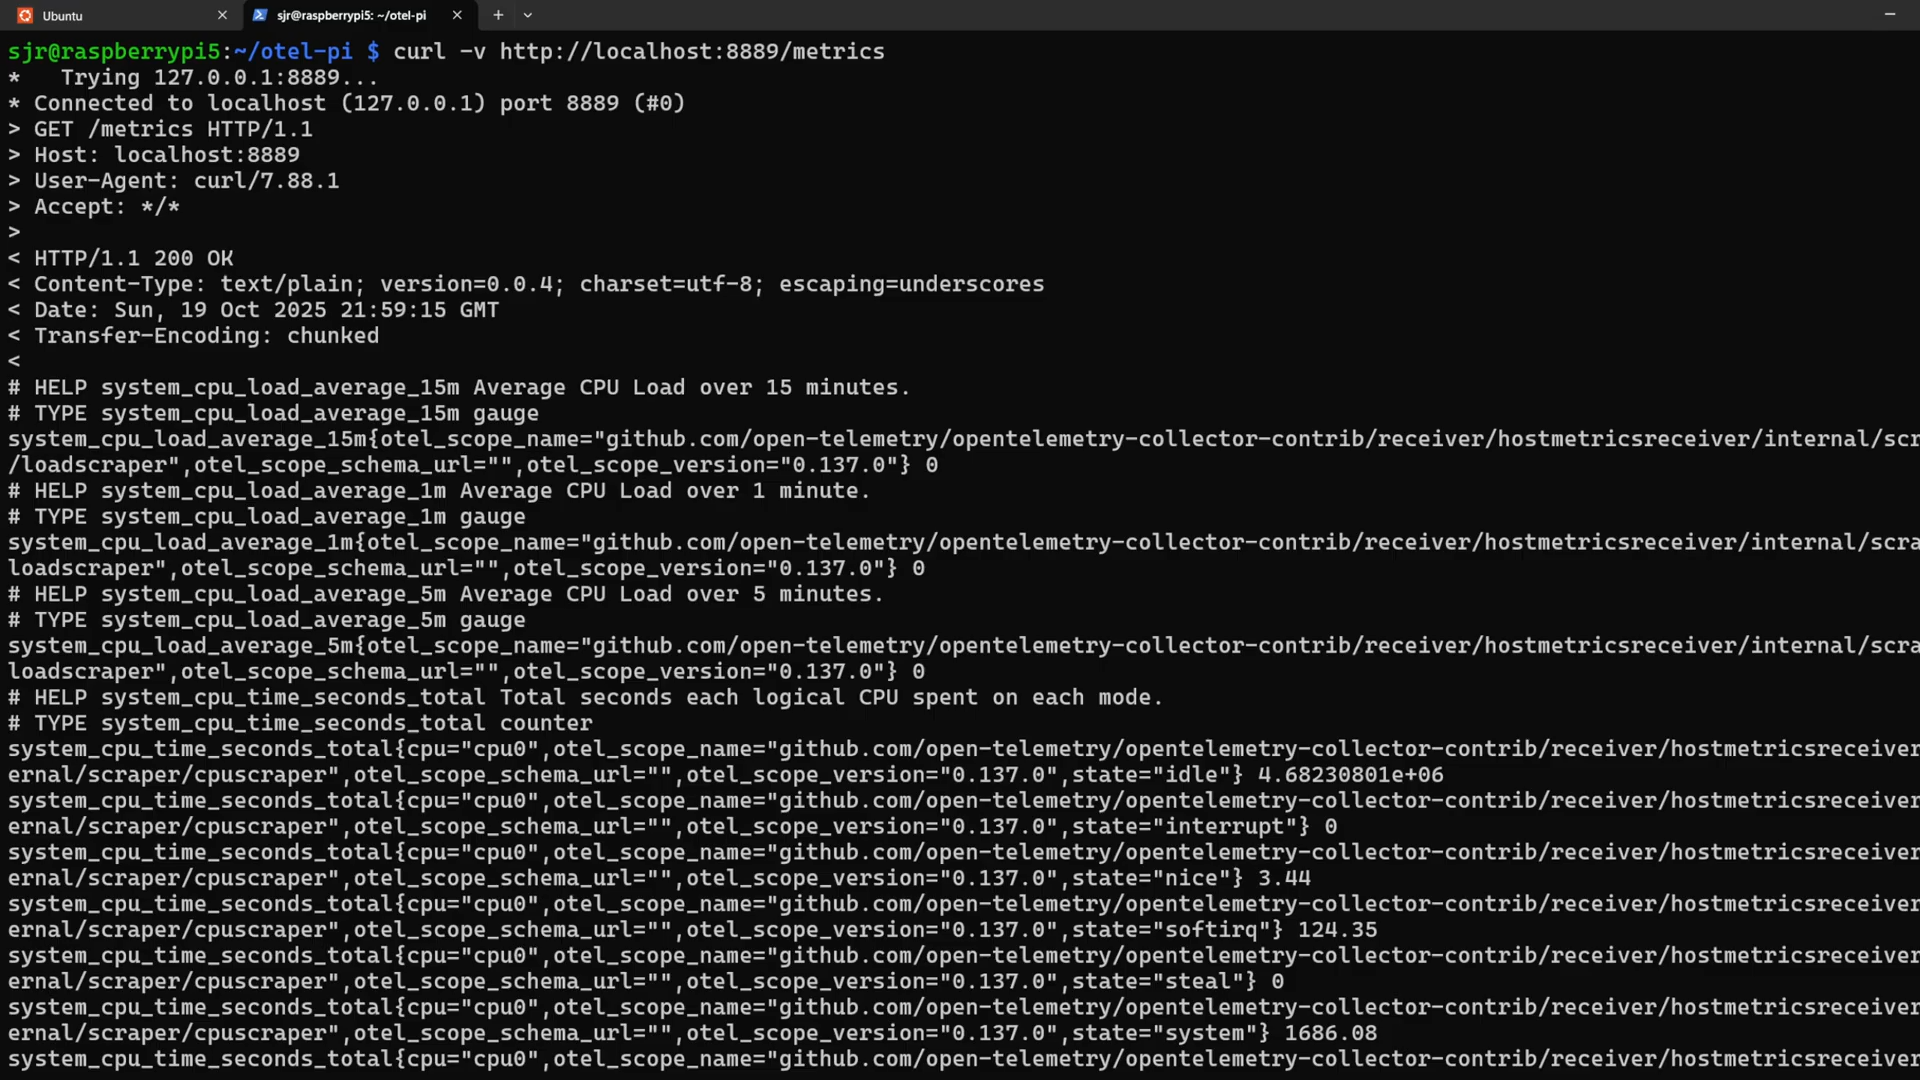 Ubuntu
sjr@raspberrypi5: ~/otel-pi
sjr@raspberrypi5:~/otel-pi $ curl -v http://localhost:8889/metrics
*   Trying 127.0.0.1:8889...
* Connected to localhost (127.0.0.1) port 8889 (#0)
> GET /metrics HTTP/1.1
> Host: localhost:8889
> User-Agent: curl/7.88.1
> Accept: */*
>
< HTTP/1.1 200 OK
< Content-Type: text/plain; version=0.0.4; charset=utf-8; escaping=underscores
< Date: Sun, 19 Oct 2025 21:59:15 GMT
< Transfer-Encoding: chunked
<
# HELP system_cpu_load_average_15m Average CPU Load over 15 minutes.
# TYPE system_cpu_load_average_15m gauge
system_cpu_load_average_15m{otel_scope_name="github.com/open-telemetry/opentelemetry-collector-contrib/receiver/hostmetricsreceiver/internal/scr
/loadscraper",otel_scope_schema_url="",otel_scope_version="0.137.0"} 0
# HELP system_cpu_load_average_1m Average CPU Load over 1 minute.
# TYPE system_cpu_load_average_1m gauge
system_cpu_load_average_1m{otel_scope_name="github.com/open-telemetry/opentelemetry-collector-contrib/receiver/hostmetricsreceiver/internal/scra
loadscraper",otel_scope_schema_url="",otel_scope_version="0.137.0"} 0
# HELP system_cpu_load_average_5m Average CPU Load over 5 minutes.
# TYPE system_cpu_load_average_5m gauge
system_cpu_load_average_5m{otel_scope_name="github.com/open-telemetry/opentelemetry-collector-contrib/receiver/hostmetricsreceiver/internal/scra
loadscraper",otel_scope_schema_url="",otel_scope_version="0.137.0"} 0
# HELP system_cpu_time_seconds_total Total seconds each logical CPU spent on each mode.
# TYPE system_cpu_time_seconds_total counter
system_cpu_time_seconds_total{cpu="cpu0",otel_scope_name="github.com/open-telemetry/opentelemetry-collector-contrib/receiver/hostmetricsreceiver
ernal/scraper/cpuscraper",otel_scope_schema_url="",otel_scope_version="0.137.0",state="idle"} 4.68230801e+06
system_cpu_time_seconds_total{cpu="cpu0",otel_scope_name="github.com/open-telemetry/opentelemetry-collector-contrib/receiver/hostmetricsreceiver
ernal/scraper/cpuscraper",otel_scope_schema_url="",otel_scope_version="0.137.0",state="interrupt"} 0
system_cpu_time_seconds_total{cpu="cpu0",otel_scope_name="github.com/open-telemetry/opentelemetry-collector-contrib/receiver/hostmetricsreceiver
ernal/scraper/cpuscraper",otel_scope_schema_url="",otel_scope_version="0.137.0",state="nice"} 3.44
system_cpu_time_seconds_total{cpu="cpu0",otel_scope_name="github.com/open-telemetry/opentelemetry-collector-contrib/receiver/hostmetricsreceiver
ernal/scraper/cpuscraper",otel_scope_schema_url="",otel_scope_version="0.137.0",state="softirq"} 124.35
system_cpu_time_seconds_total{cpu="cpu0",otel_scope_name="github.com/open-telemetry/opentelemetry-collector-contrib/receiver/hostmetricsreceiver
ernal/scraper/cpuscraper",otel_scope_schema_url="",otel_scope_version="0.137.0",state="steal"} 0
system_cpu_time_seconds_total{cpu="cpu0",otel_scope_name="github.com/open-telemetry/opentelemetry-collector-contrib/receiver/hostmetricsreceiver
ernal/scraper/cpuscraper",otel_scope_schema_url="",otel_scope_version="0.137.0",state="system"} 1686.08
system_cpu_time_seconds_total{cpu="cpu0",otel_scope_name="github.com/open-telemetry/opentelemetry-collector-contrib/receiver/hostmetricsreceiver